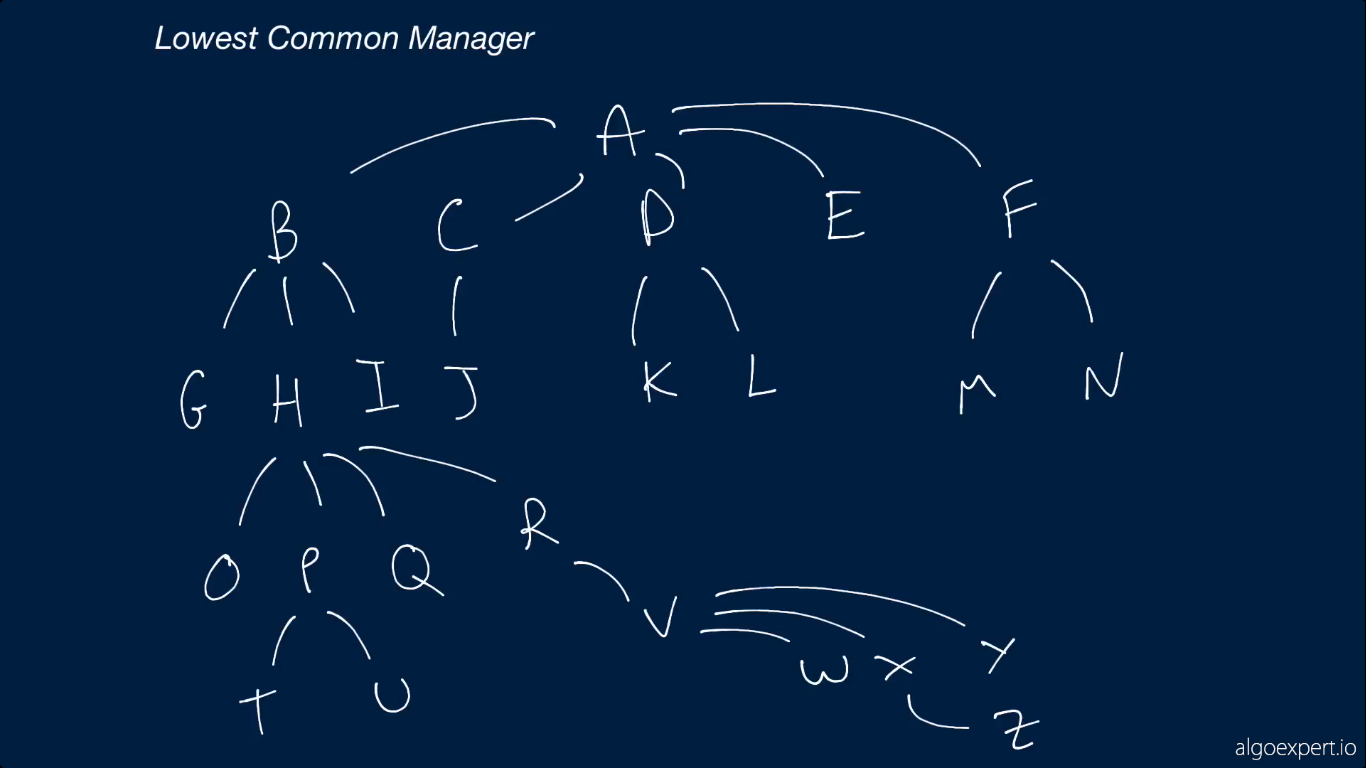 Lowest Common Manager
A
B C D E F
G H I J K L M N
O P Q R
T U V W X Y
Z
algoexpert.io